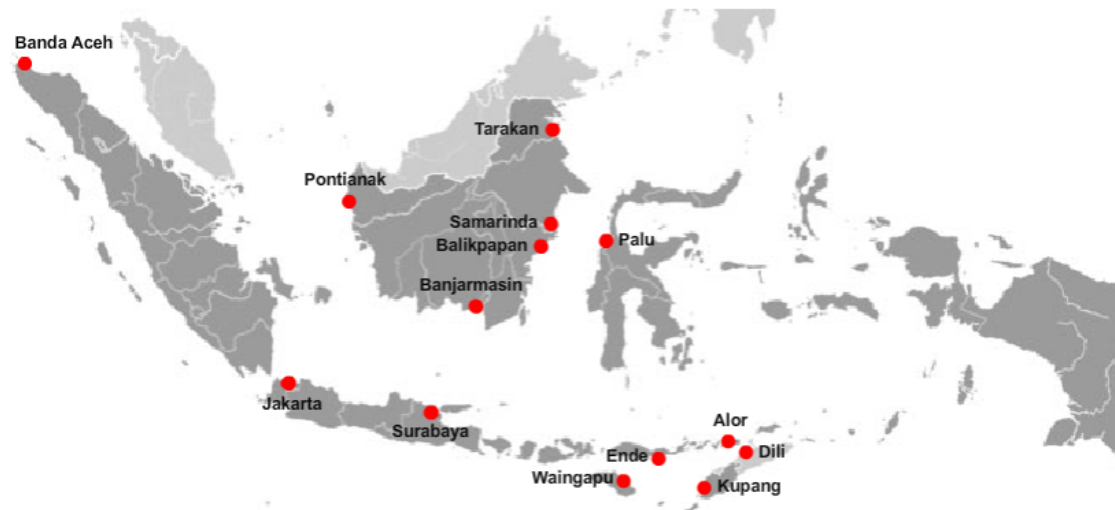 Banda Aceh
Tarakan
Pontianak
Samarinda
Palu
Balikpapan
Banjarmasin
Jakarta
Surabaya
Alor
Dili
Ende
Waingapu
Kupang